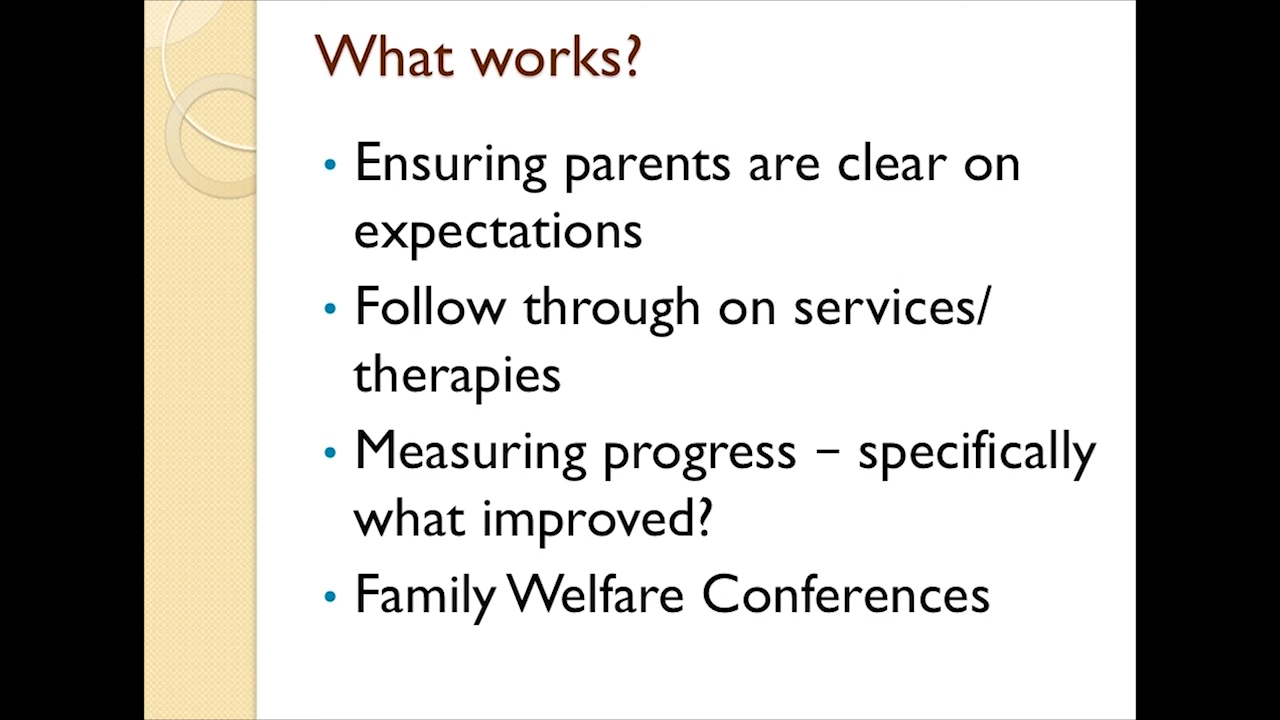 What works?
• Ensuring parents are clear on
expectations
• Follow through on services/
therapies
• Measuring progress – specifically
what improved?
• Family Welfare Conferences